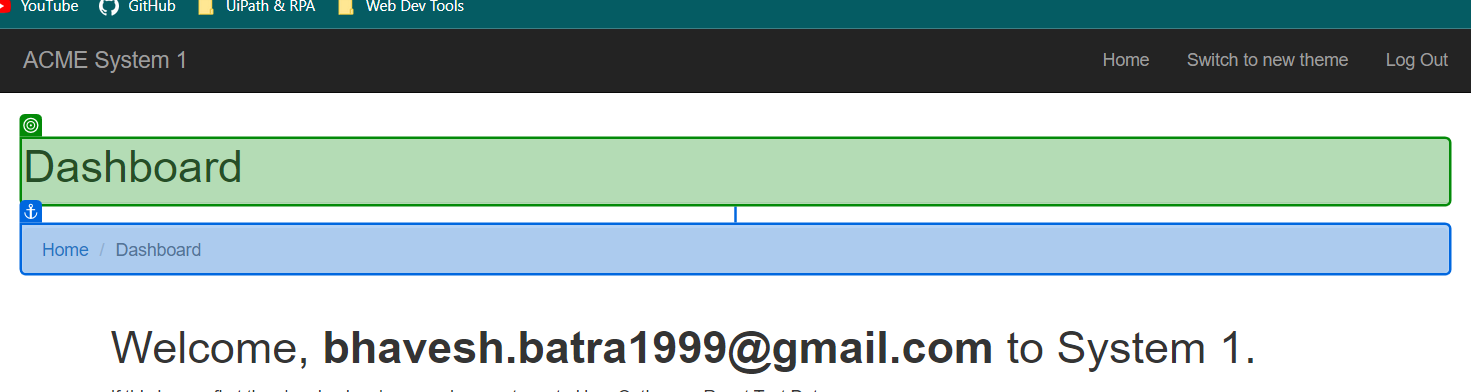 YouTube GitHub UiPath & RPA Web Dev Tools
ACME System 1 Home Switch to new theme Log Out
Dashboard
Home / Dashboard
Welcome, bhavesh.batra1999@gmail.com to System 1.